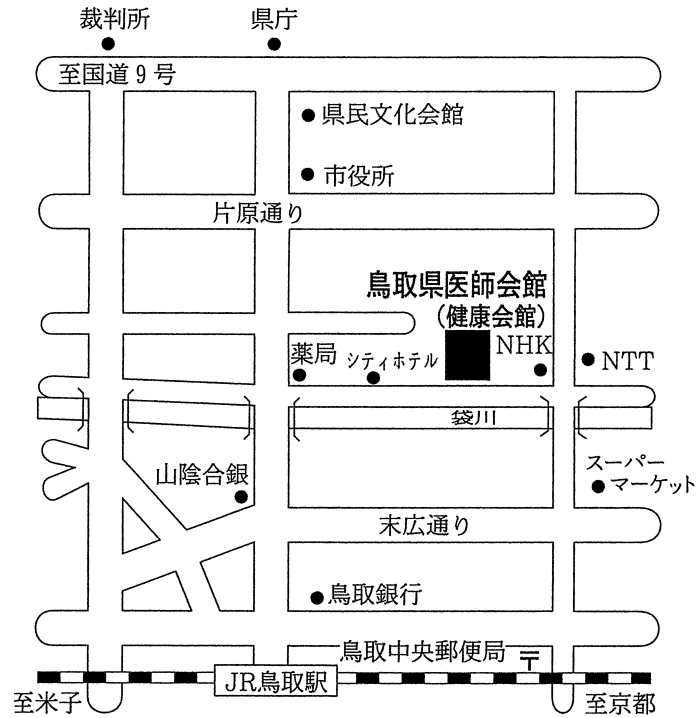 裁判所
県庁
至国道9号
県民文化会館
市役所
片原通り
鳥取県医師会館
（健康会館）
薬局
シティホテル
NHK
NTT
袋川
山陰合銀
スーパー
マーケット
末広通り
鳥取銀行
鳥取中央郵便局 〒
JR鳥取駅
至米子
至京都